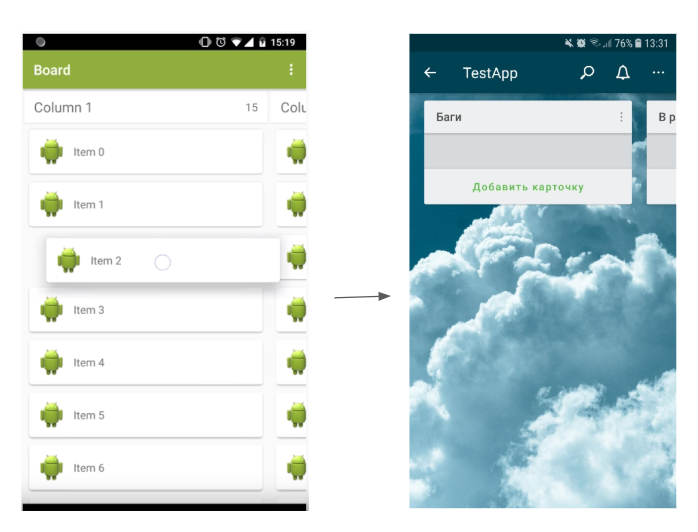 15:19
Board
Column 1 15 Colu
Item 0
Item 1
Item 2
Item 3
Item 4
Item 5
Item 6
76% 13:31
TestApp
Баги В р
Добавить карточку